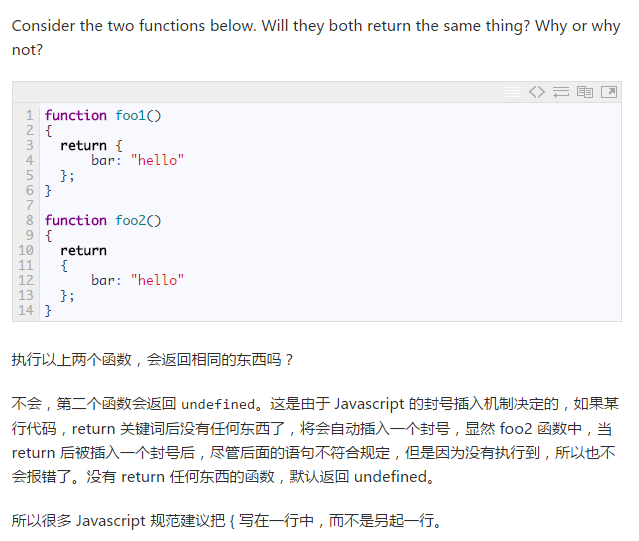 Consider the two functions below. Will they both return the same thing? Why or why
not?
1 function foo1()
2 {
3   return {
4       bar: "hello"
5   };
6 }
7
8 function foo2()
9 {
10   return
11   {
12       bar: "hello"
13   };
14 }
执行以上两个函数，会返回相同的东西吗？
不会，第二个函数会返回 undefined。这是由于 Javascript 的封号插入机制决定的，如果某
行代码，return 关键词后没有任何东西了，将会自动插入一个封号，显然 foo2 函数中，当
return 后被插入一个封号后，尽管后面的语句不符合规定，但是因为没有执行到，所以也不
会报错了。没有 return 任何东西的函数，默认返回 undefined。
所以很多 Javascript 规范建议把 { 写在一行中，而不是另起一行。